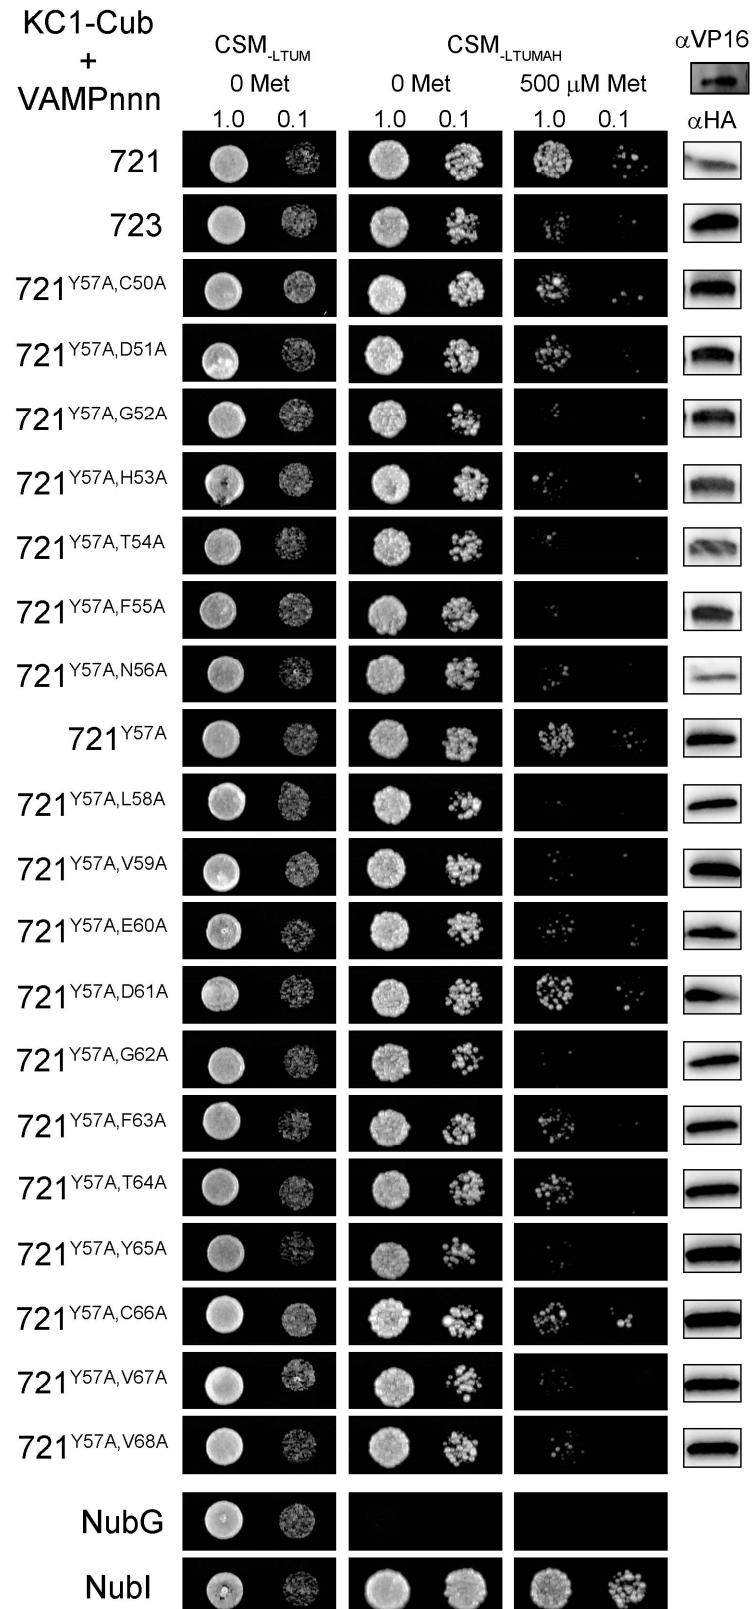 KC1-Cub
+
VAMPnnn
CSM-LTUM
0 Met
CSM-LTUMAH
0 Met 500 µM Met
αVP16
1.0 0.1 1.0 0.1 1.0 0.1
αHA
721
723
721Y57A,C50A
721Y57A,D51A
721Y57A,G52A
721Y57A,H53A
721Y57A,T54A
721Y57A,F55A
721Y57A,N56A
721Y57A
721Y57A,L58A
721Y57A,V59A
721Y57A,E60A
721Y57A,D61A
721Y57A,G62A
721Y57A,F63A
721Y57A,T64A
721Y57A,Y65A
721Y57A,C66A
721Y57A,V67A
721Y57A,V68A
NubG
NubI